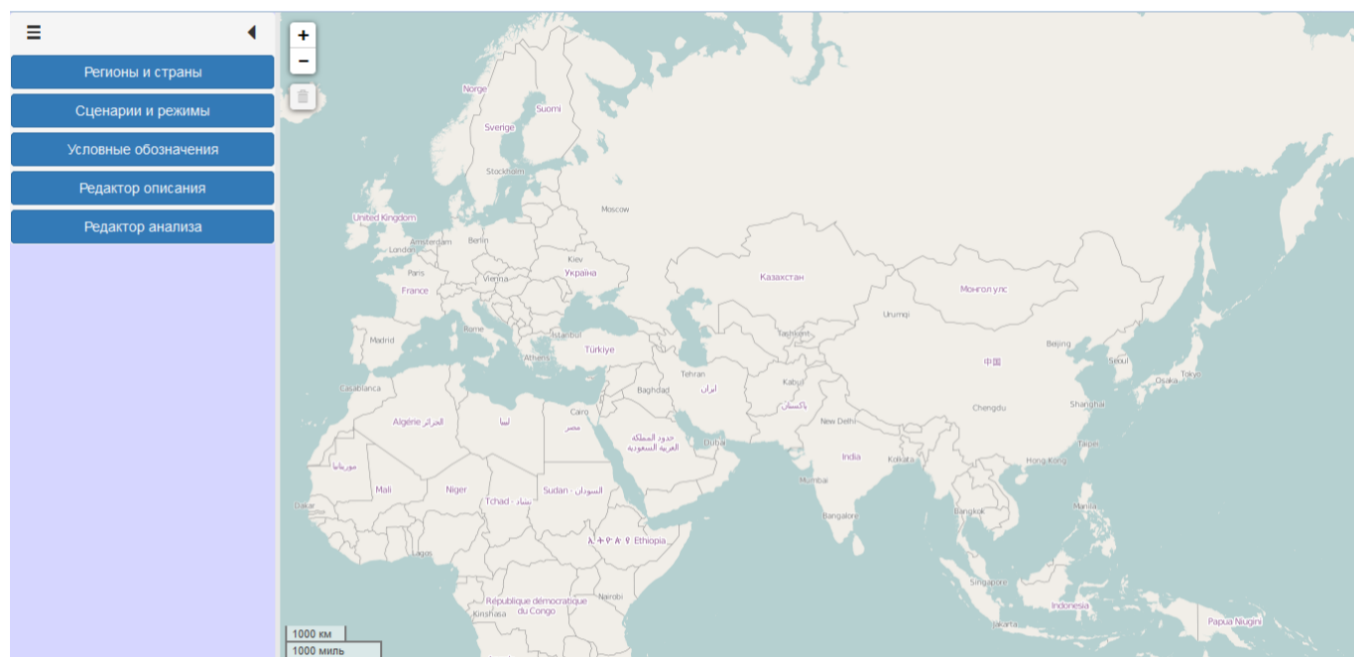 Регионы и страны
Сценарии и режимы
Условные обозначения
Редактор описания
Редактор анализа
+
−
Norge
Suomi
Sverige
Stockholm
Moscow
United Kingdom
Amsterdam
Berlin
London
Kiev
Україна
Paris
Vienna
France
Казахстан
Монгол улс
Urumqi
Rome
Istanbul
Madrid
Türkiye
Athens
Tashkent
Beijing
Seoul
中国
Tokyo
Osaka
Tehran
Kabul
Baghdad
ایران
Casablanca
پاکستان
Chengdu
Shanghai
Cairo
Algérie الجزائر
ليبيا
مصر
New Delhi
حدود المملكة
العربية السعودية
Dubai
Taipei
India
Kolkata
Hong Kong
موريتانيا
Mumbai
Mali
Niger
Sudan - السودان
Tchad - تشاد
Dakar
Bangalore
Bangkok
Manila
Ethiopia
Lagos
Singapore
République démocratique
du Congo
Nairobi
Kinshasa
Indonesia
Jakarta
Papua Niugini
1000 км
1000 миль